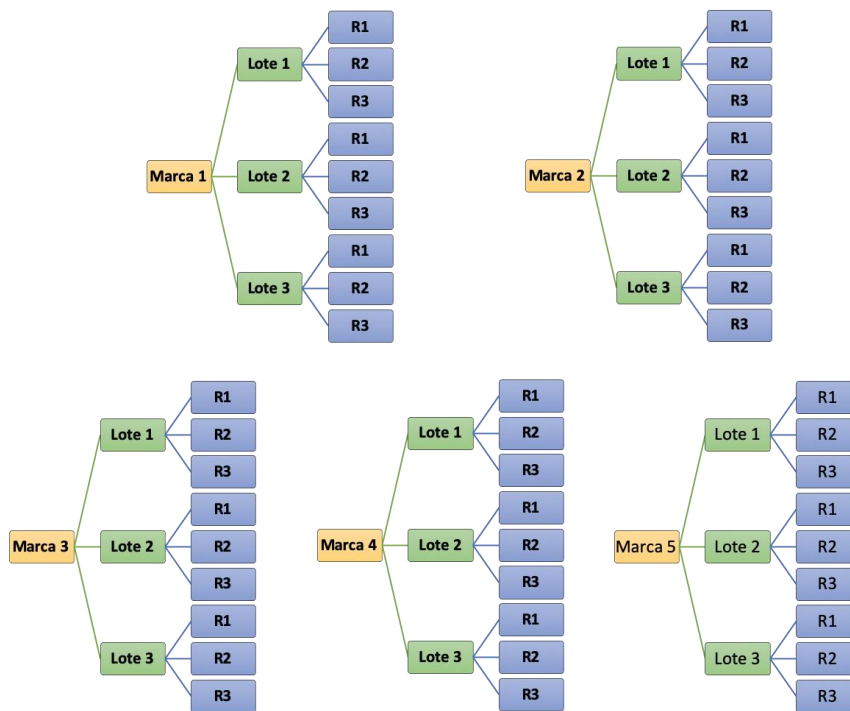 R1
Lote 1
R2
R3
R1
Marca 1
Lote 2
R2
R3
R1
Lote 3
R2
R3
R1
Lote 1
R2
R3
R1
Marca 2
Lote 2
R2
R3
R1
Lote 3
R2
R3
R1
Lote 1
R2
R3
R1
Marca 3
Lote 2
R2
R3
R1
Lote 3
R2
R3
R1
Lote 1
R2
R3
R1
Marca 4
Lote 2
R2
R3
R1
Lote 3
R2
R3
R1
Lote 1
R2
R3
R1
Marca 5
Lote 2
R2
R3
R1
Lote 3
R2
R3